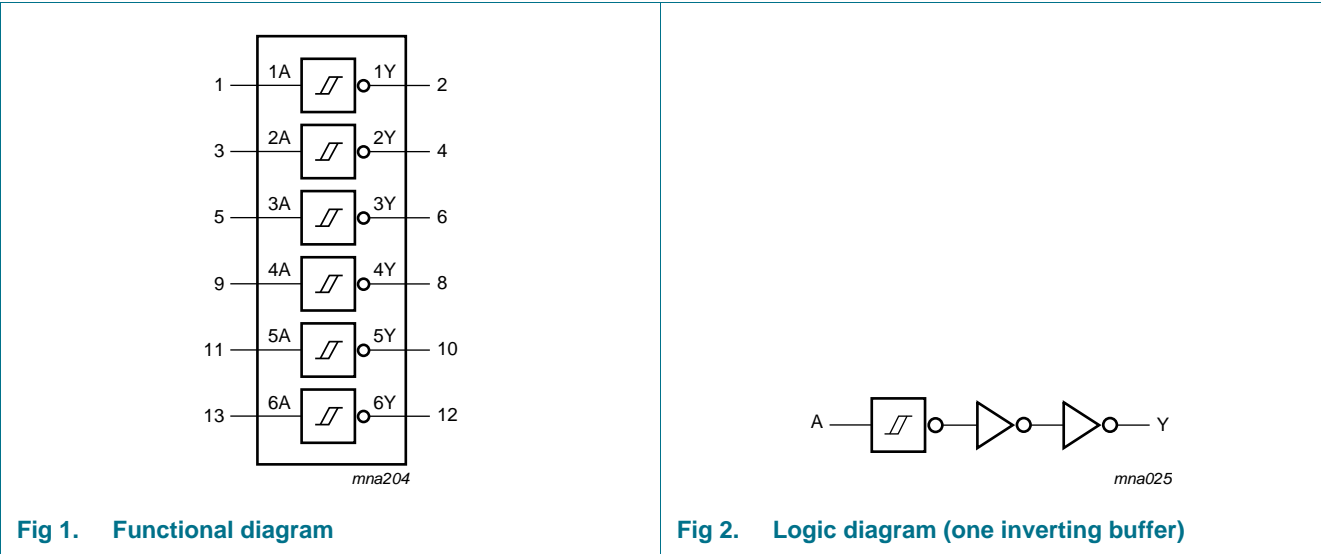 1 1A 1Y 2
3 2A 2Y 4
5 3A 3Y 6
9 4A 4Y 8
11 5A 5Y 10
13 6A 6Y 12
mna204
Fig 1. Functional diagram
A Y
mna025
Fig 2. Logic diagram (one inverting buffer)